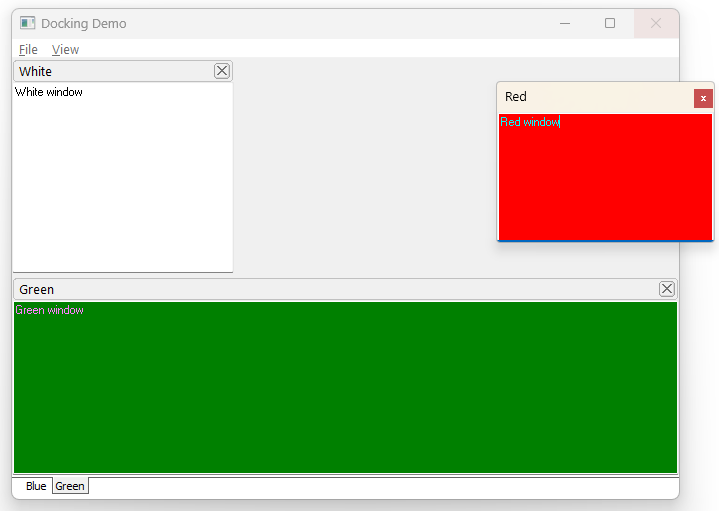 Docking Demo
File View
White
White window
Red
x
Red window
Green
Green window
Blue Green